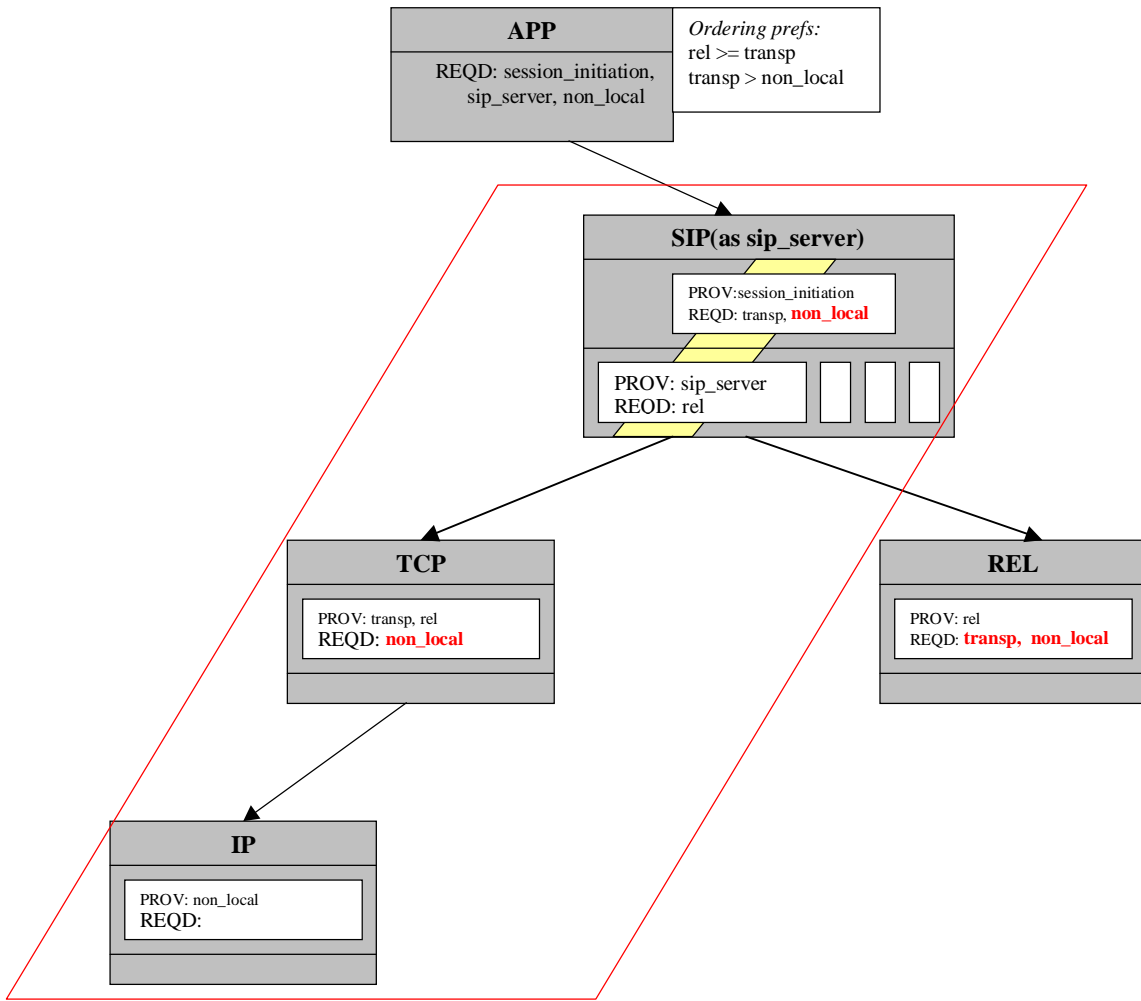 APP
REQD: session_initiation,
sip_server, non_local
Ordering prefs:
rel >= transp
transp > non_local
SIP(as sip_server)
PROV:session_initiation
REQD: transp, non_local
PROV: sip_server
REQD: rel
TCP
PROV: transp, rel
REQD: non_local
REL
PROV: rel
REQD: transp, non_local
IP
PROV: non_local
REQD: